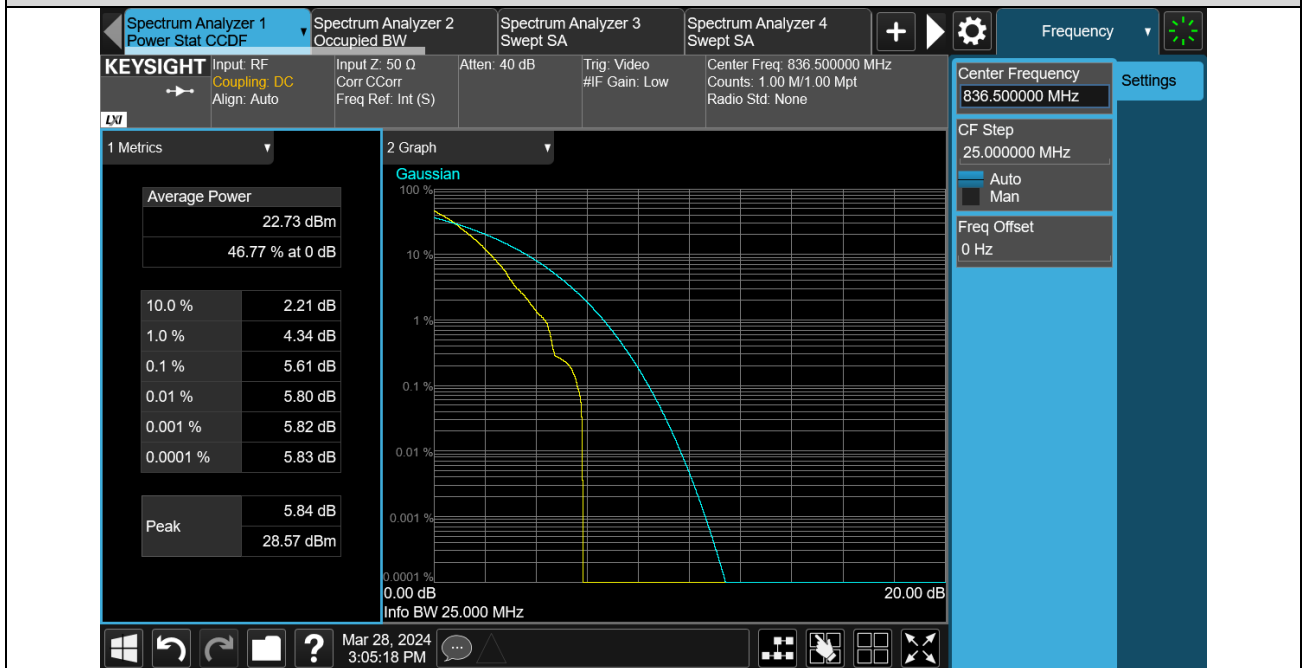 Spectrum Analyzer 1
Power Stat CCDF
Spectrum Analyzer 2
Occupied BW
Spectrum Analyzer 3
Swept SA
Spectrum Analyzer 4
Swept SA
+
Frequency
KEYSIGHT
LXI
Input: RF
Coupling: DC
Align: Auto
Input Z: 50 Ω
Corr CCorr
Freq Ref: Int (S)
Atten: 40 dB
Trig: Video
#IF Gain: Low
Center Freq: 836.500000 MHz
Counts: 1.00 M/1.00 Mpt
Radio Std: None
Center Frequency
836.500000 MHz
Settings
CF Step
25.000000 MHz
Auto
Man
Freq Offset
0 Hz
1 Metrics
Average Power
22.73 dBm
46.77 % at 0 dB
10.0 % 2.21 dB
1.0 % 4.34 dB
0.1 % 5.61 dB
0.01 % 5.80 dB
0.001 % 5.82 dB
0.0001 % 5.83 dB
Peak
5.84 dB
28.57 dBm
2 Graph
Gaussian
100 %
10 %
1 %
0.1 %
0.01 %
0.001 %
0.0001 %
0.00 dB 20.00 dB
Info BW 25.000 MHz
?
Mar 28, 2024
3:05:18 PM